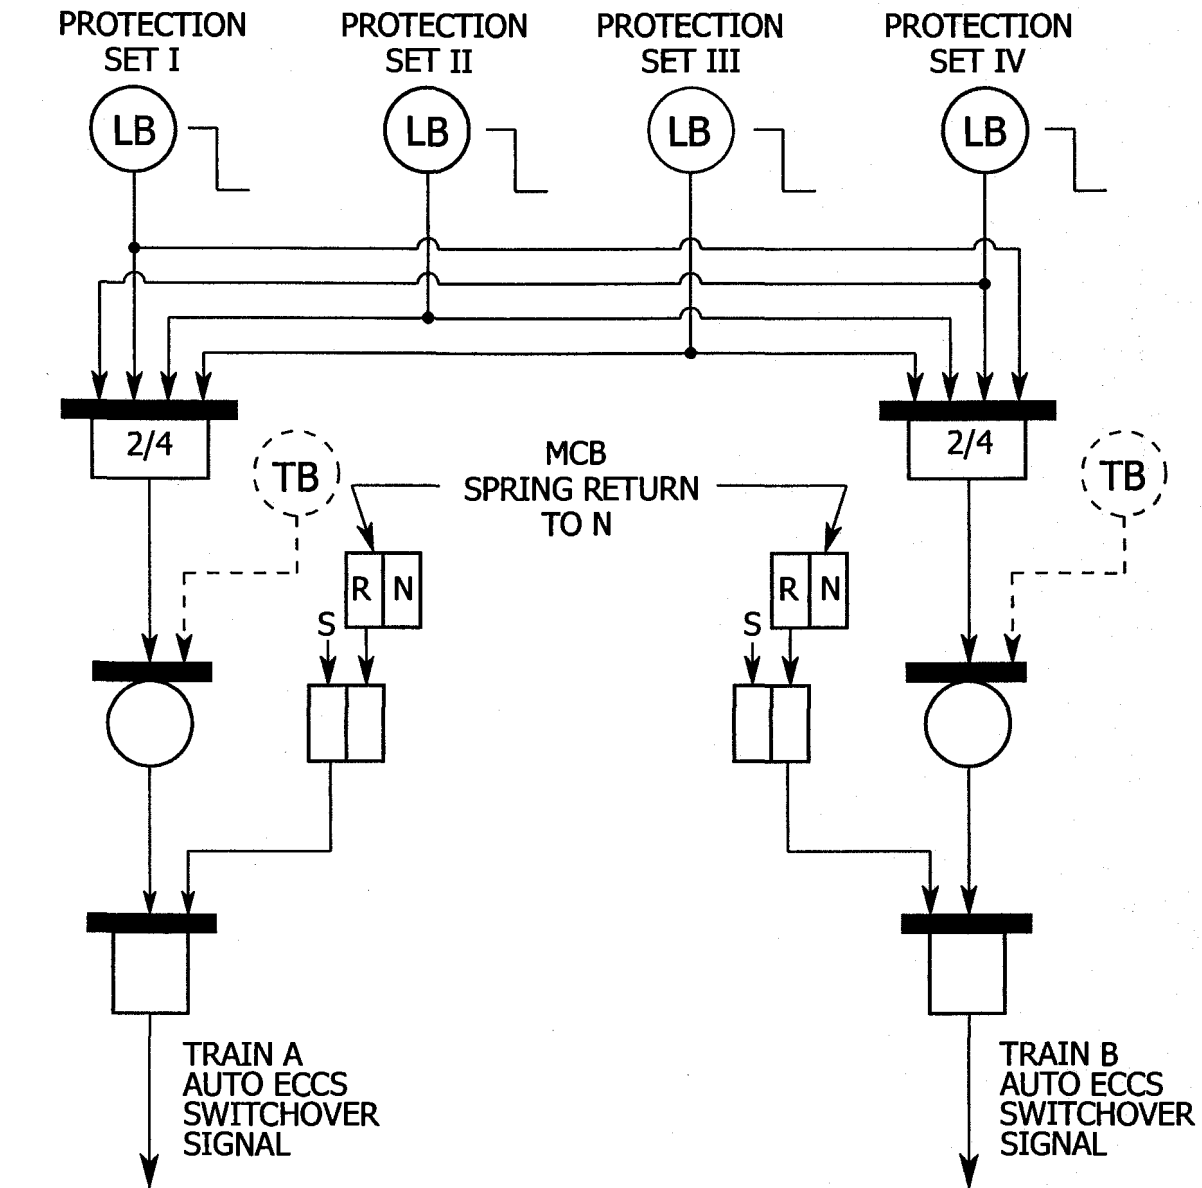 PROTECTION
SET I
PROTECTION
SET II
PROTECTION
SET III
PROTECTION
SET IV
LB
LB
LB
LB
2/4
2/4
TB
TB
MCB
SPRING RETURN
TO N
R N
R N
S
S
TRAIN A
AUTO ECCS
SWITCHOVER
SIGNAL
TRAIN B
AUTO ECCS
SWITCHOVER
SIGNAL